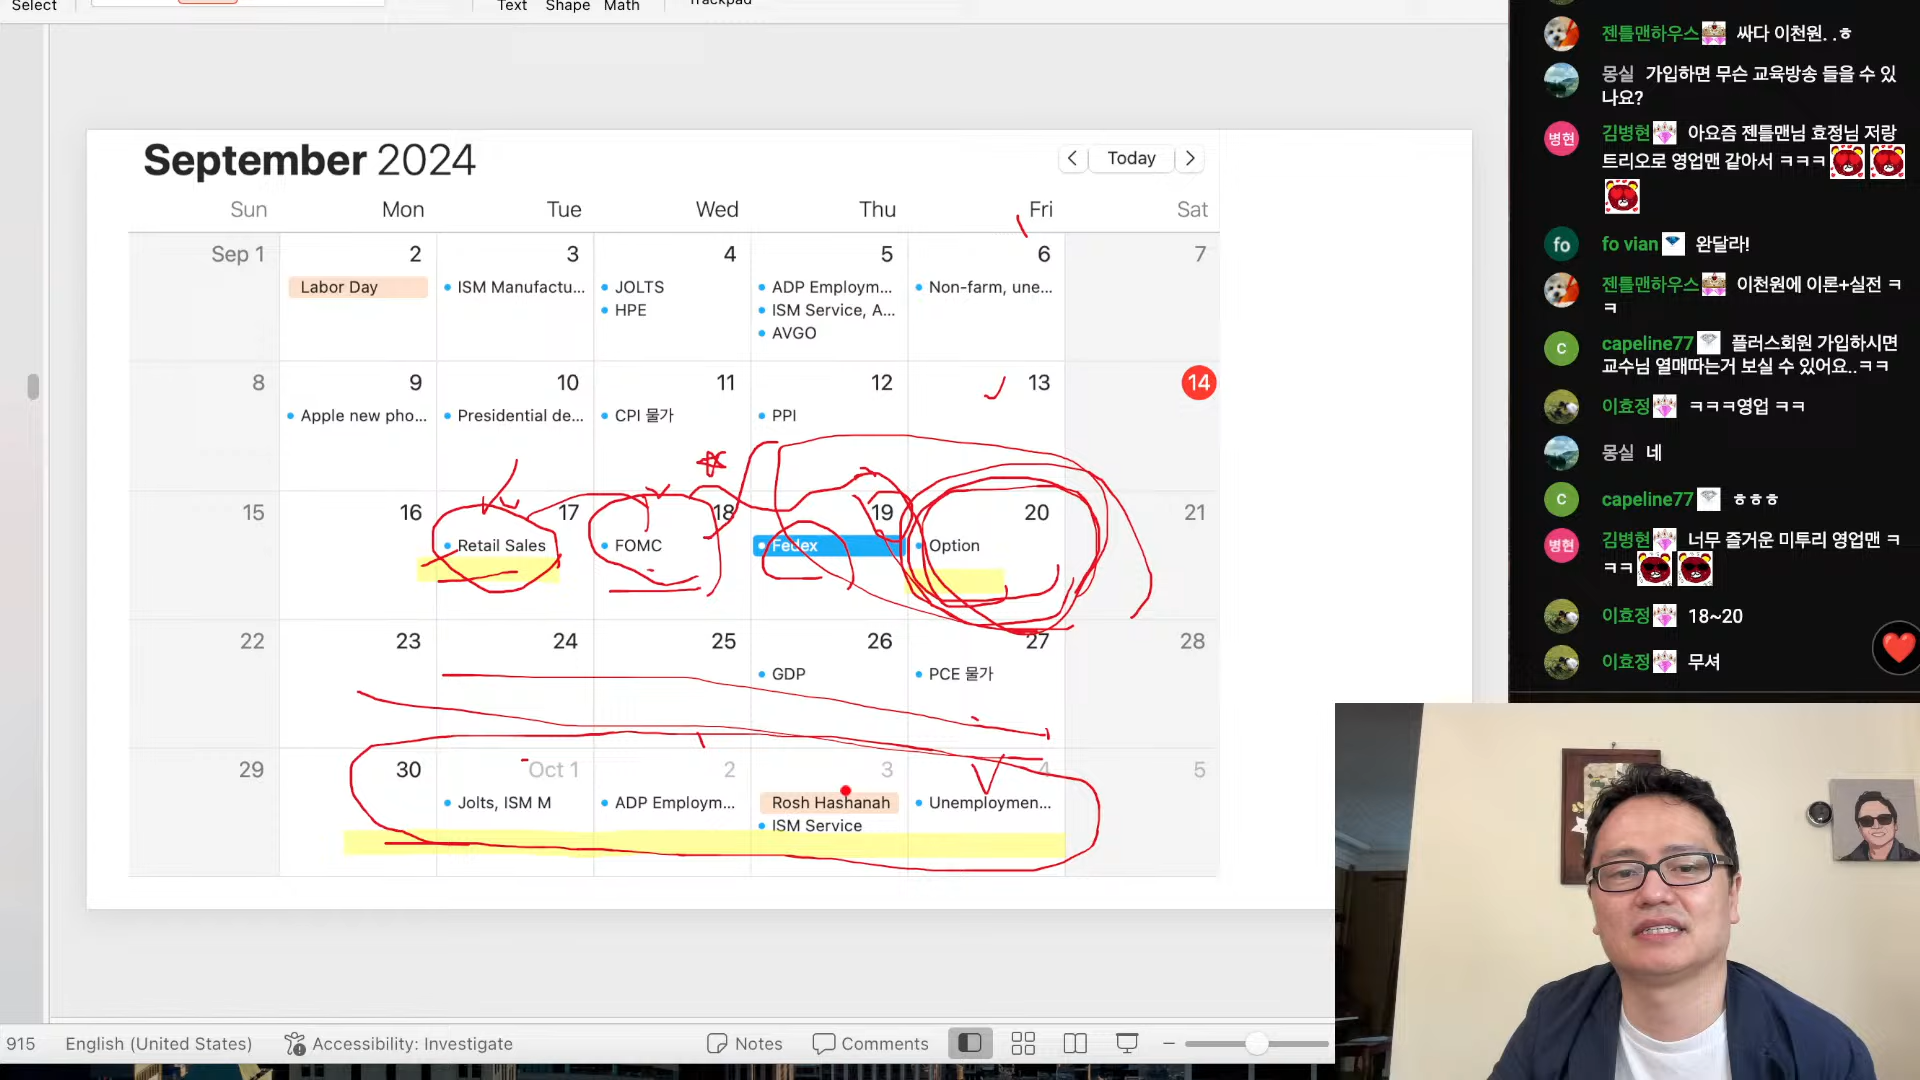 Select
Text Shape Math
Trackpad
September 2024
Today
Sun Mon Tue Wed Thu Fri Sat
Sep 1 2 3 4 5 6 7
Labor Day
ISM Manufactu...
JOLTS
HPE
ADP Employm...
ISM Service, A...
AVGO
Non-farm, une...
8 9 10 11 12 13 14
Apple new pho...
Presidential de...
CPI 물가
PPI
15 16 17 18 19 20 21
Retail Sales
FOMC
Fedex
Option
22 23 24 25 26 27 28
GDP
PCE 물가
29 30 Oct 1 2 3 4 5
Jolts, ISM M
ADP Employm...
Rosh Hashanah
ISM Service
Unemploymen...
915 English (United States) Accessibility: Investigate Notes Comments
젠틀맨하우스 싸다 이천원. .ㅎ
몽실 가입하면 무슨 교육방송 들을 수 있
나요?
병현 김병현 아요즘 젠틀맨님 효정님 저랑
트리오로 영업맨 같아서 ㅋㅋㅋ
fo fo vian 완달라!
젠틀맨하우스 이천원에 이론+실전 ㅋ
ㅋ
c capeline77 플러스회원 가입하시면
교수님 열매따는거 보실 수 있어요..ㅋㅋ
이효정 ㅋㅋㅋ영업 ㅋㅋ
몽실 네
c capeline77 ㅎㅎㅎ
병현 김병현 너무 즐거운 미투리 영업맨 ㅋ
ㅋㅋ
이효정 18~20
이효정 무셔